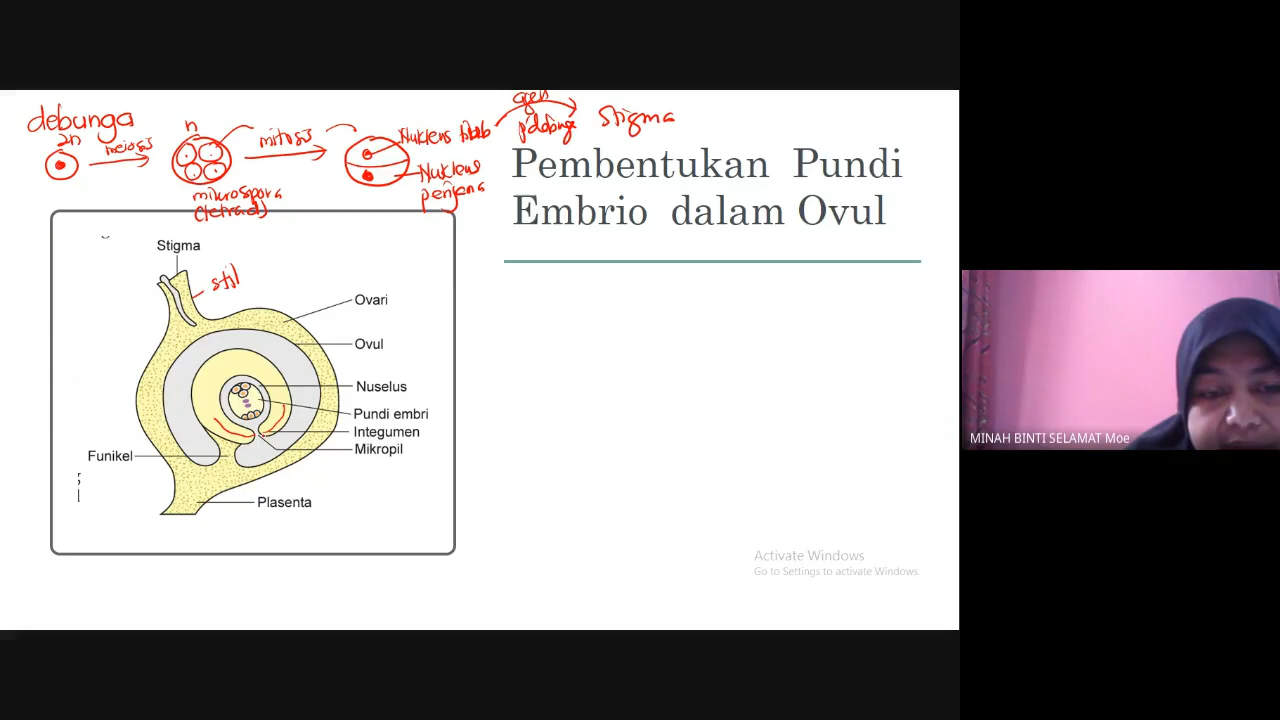 debunga
2n
meiosis
n
mikrospora
(tetrad)
mitosis
Nukleus tiub
Nukleus
penjana
agen
p'debunga
Stigma
Pembentukan Pundi
Embrio dalam Ovul
Stigma
stil
Ovari
Ovul
Nuselus
Pundi embri
Integumen
Mikropil
Funikel
Plasenta
Activate Windows
Go to Settings to activate Windows.
MINAH BINTI SELAMAT Moe